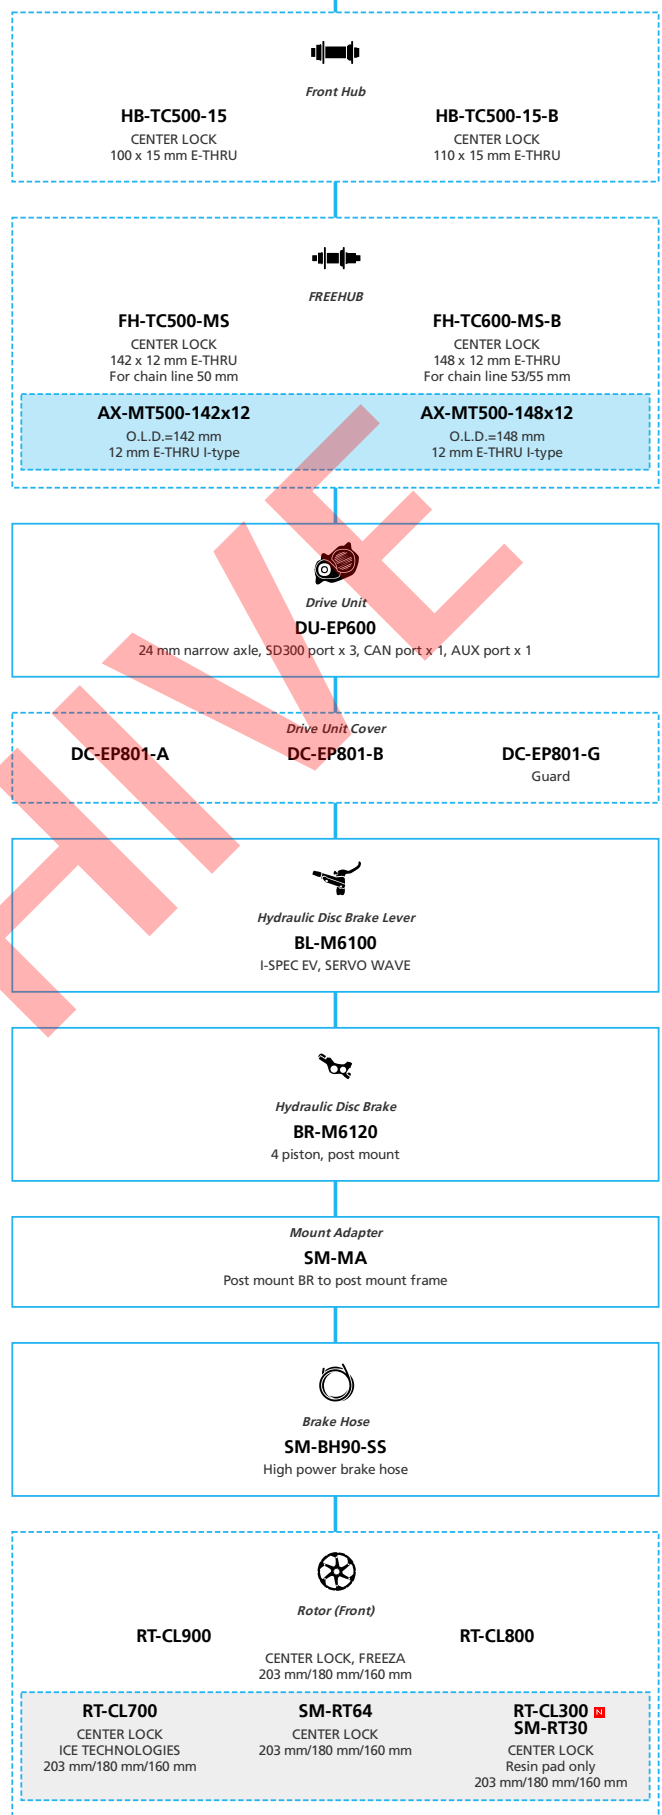 Front Hub
HB-TC500-15
CENTER LOCK
100 x 15 mm E-THRU
HB-TC500-15-B
CENTER LOCK
110 x 15 mm E-THRU
FREEHUB
FH-TC500-MS
CENTER LOCK
142 x 12 mm E-THRU
For chain line 50 mm
FH-TC600-MS-B
CENTER LOCK
148 x 12 mm E-THRU
For chain line 53/55 mm
AX-MT500-142x12
O.L.D.=142 mm
12 mm E-THRU I-type
AX-MT500-148x12
O.L.D.=148 mm
12 mm E-THRU I-type
Drive Unit
DU-EP600
24 mm narrow axle, SD300 port x 3, CAN port x 1, AUX port x 1
Drive Unit Cover
DC-EP801-A
DC-EP801-B
DC-EP801-G
Guard
Hydraulic Disc Brake Lever
BL-M6100
I-SPEC EV, SERVO WAVE
Hydraulic Disc Brake
BR-M6120
4 piston, post mount
Mount Adapter
SM-MA
Post mount BR to post mount frame
Brake Hose
SM-BH90-SS
High power brake hose
Rotor (Front)
RT-CL900
RT-CL800
CENTER LOCK, FREEZA
203 mm/180 mm/160 mm
RT-CL700
CENTER LOCK
ICE TECHNOLOGIES
203 mm/180 mm/160 mm
SM-RT64
CENTER LOCK
203 mm/180 mm/160 mm
RT-CL300 N
SM-RT30
CENTER LOCK
Resin pad only
203 mm/180 mm/160 mm
HIVE